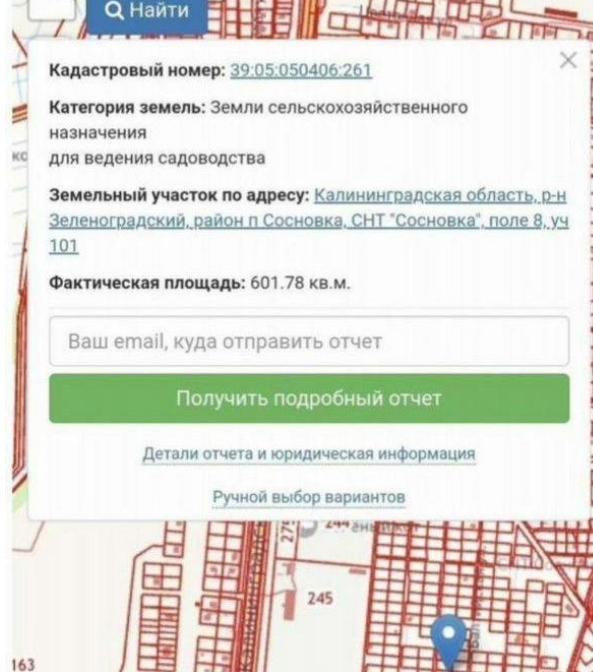 Найти
Кадастровый номер: 39:05:050406:261
Категория земель: Земли сельскохозяйственного
назначения
для ведения садоводства
Земельный участок по адресу: Калининградская область, р-н
Зеленоградский, район п Сосновка, СНТ "Сосновка", поле 8, уч
101
Фактическая площадь: 601.78 кв.м.
Ваш email, куда отправить отчет
Получить подробный отчет
Детали отчета и юридическая информация
Ручной выбор вариантов
245
163